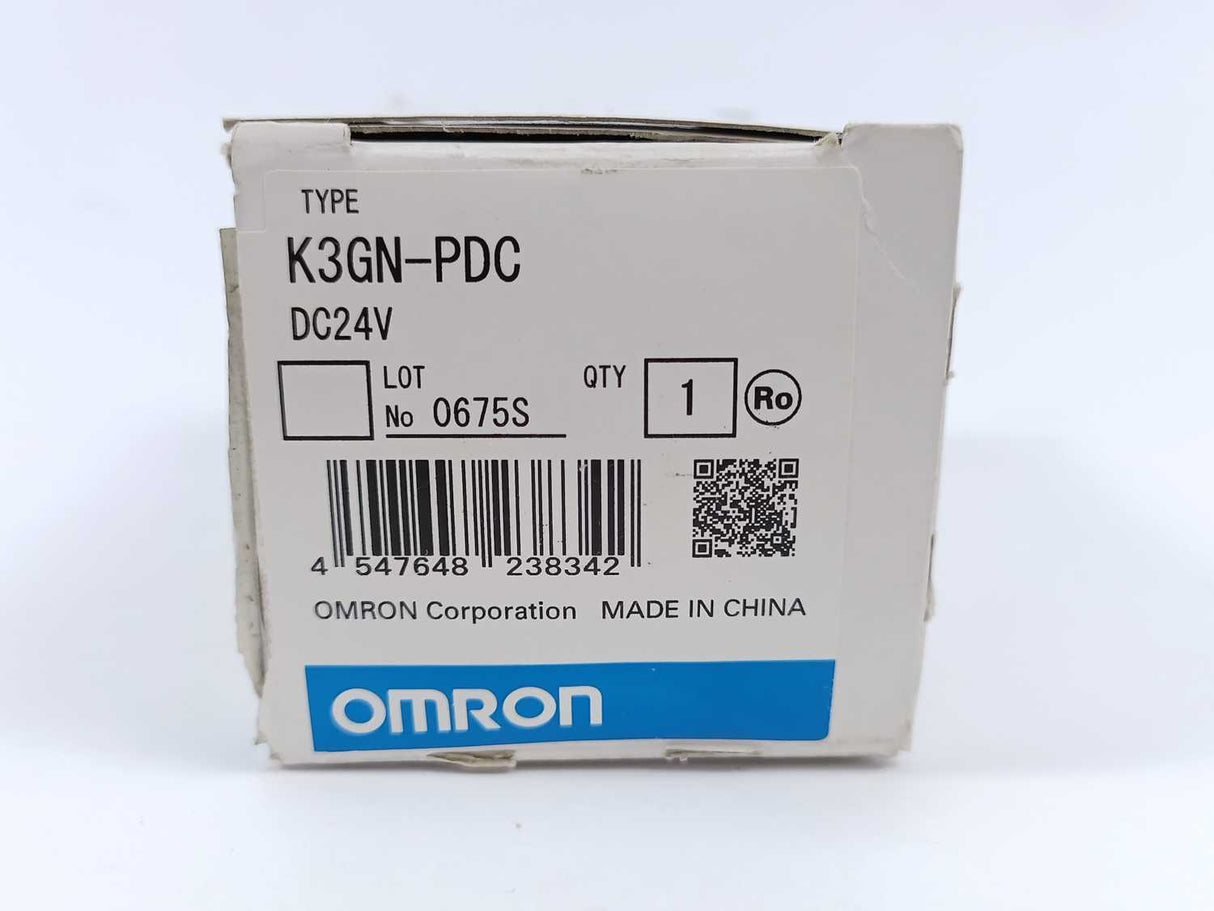 TYPE
K3GN-PDC
DC24V
LOT
No 0675S
QTY
1
Ro
4 547648 238342
OMRON Corporation MADE IN CHINA
OMRON